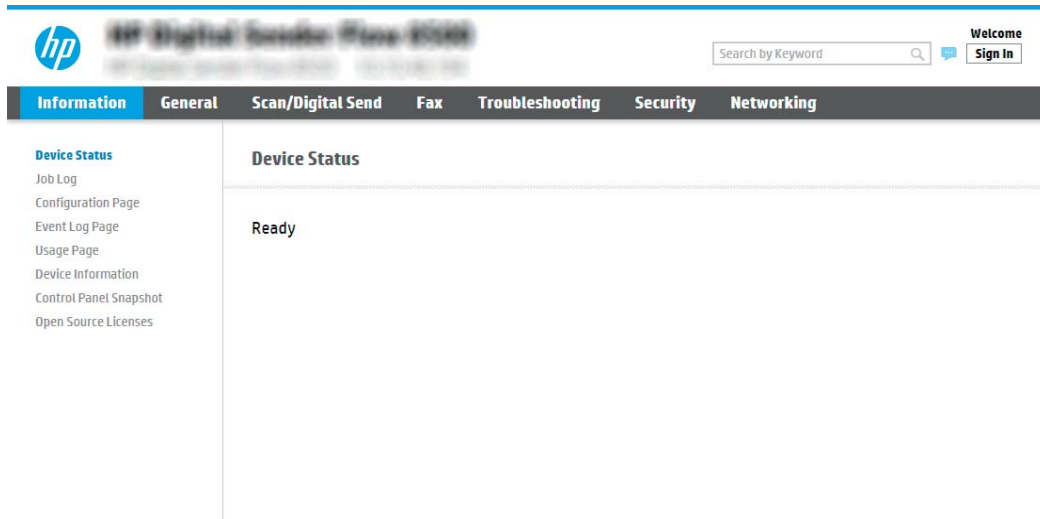 hp
Welcome
Search by Keyword
Sign In
Information General Scan/Digital Send Fax Troubleshooting Security Networking
Device Status
Job Log
Configuration Page
Event Log Page
Usage Page
Device Information
Control Panel Snapshot
Open Source Licenses
Device Status
Ready